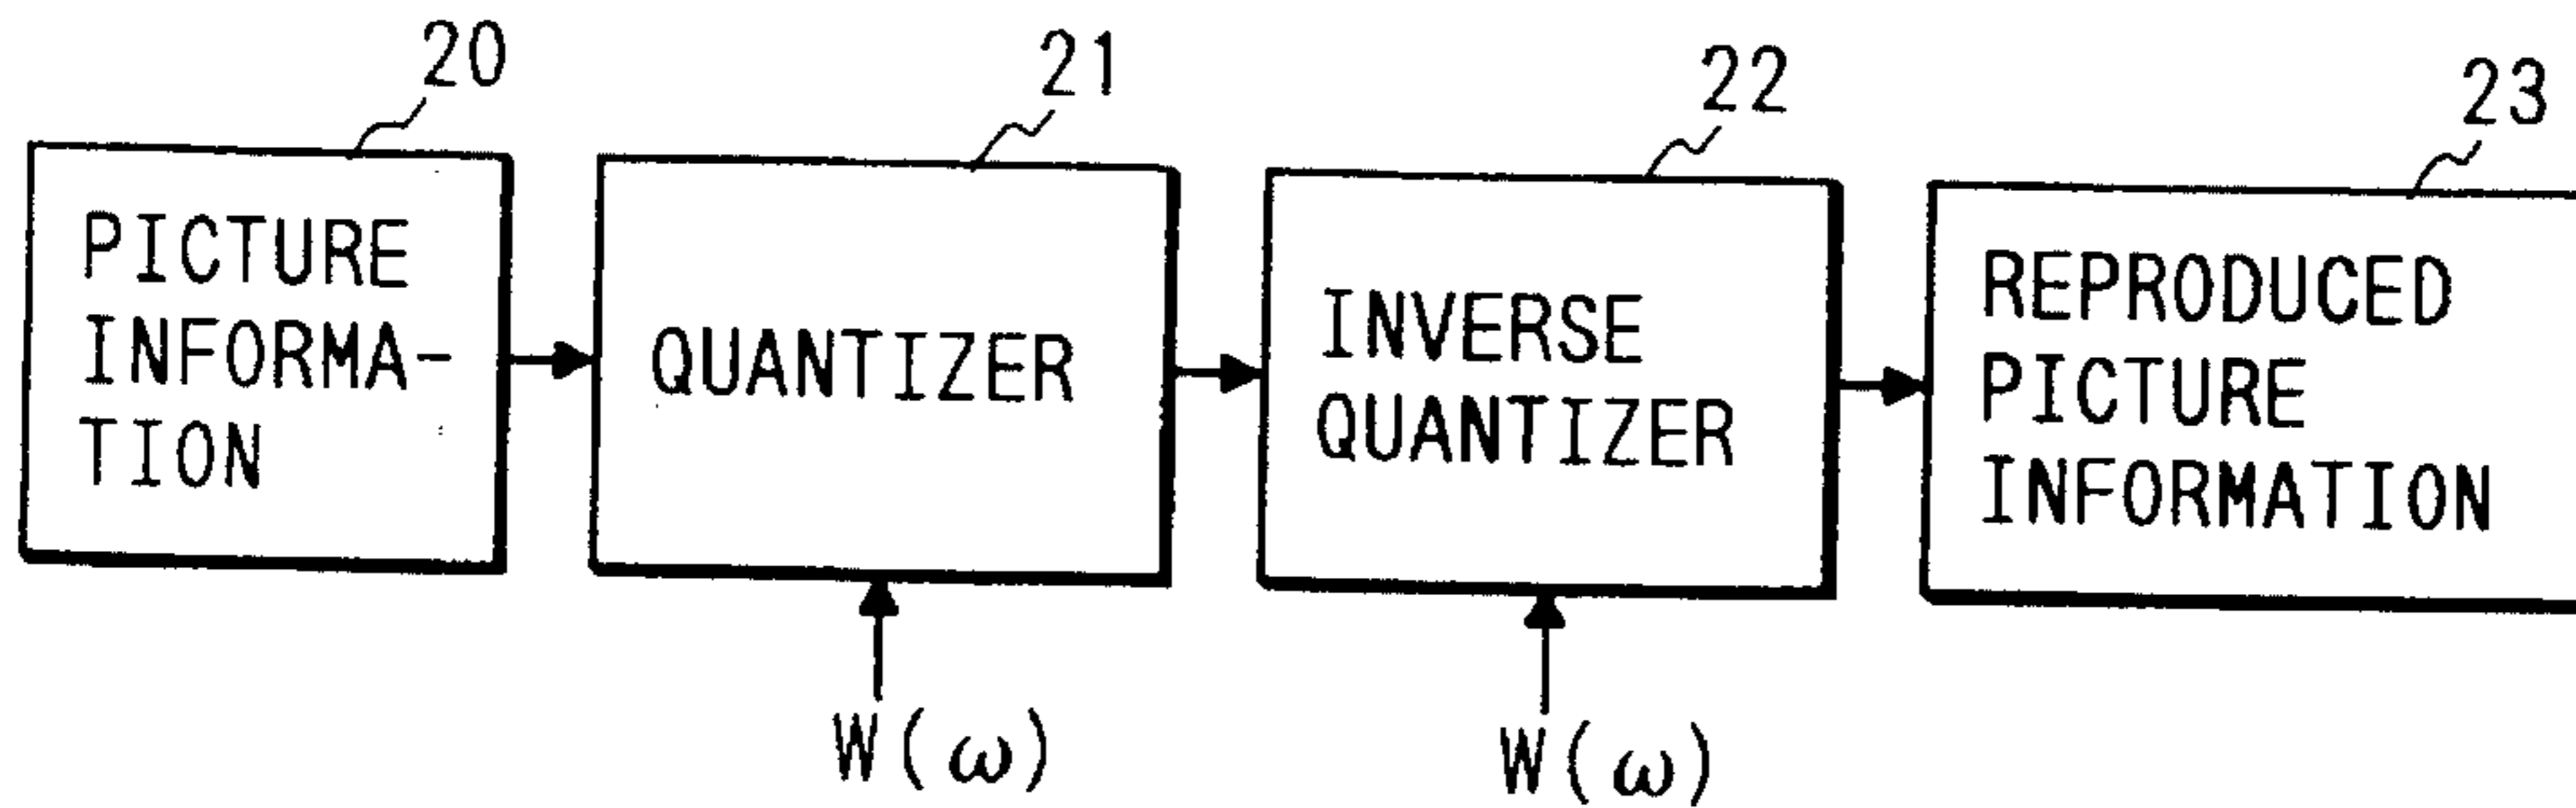 20
21
22
23
PICTURE
INFORMA-
TION
QUANTIZER
INVERSE
QUANTIZER
REPRODUCED
PICTURE
INFORMATION
W(ω)
W(ω)